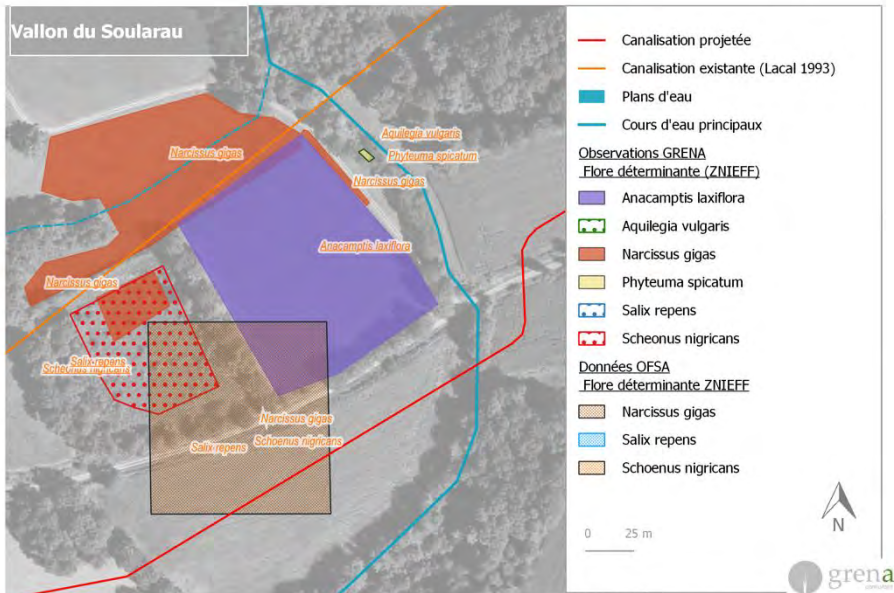 Vallon du Soularau
Narcissus gigas
Aquilegia vulgaris
Phyteuma spicatum
Narcissus gigas
Anacamptis laxiflora
Narcissus gigas
Salix repens
Scheonus nigricans
Narcissus gigas
Schoenus nigricans
Salix repens
Canalisation projetée
Canalisation existante (Lacal 1993)
Plans d'eau
Cours d'eau principaux
Observations GRENA
Flore déterminante (ZNIEFF)
Anacamptis laxiflora
Aquilegia vulgaris
Narcissus gigas
Phyteuma spicatum
Salix repens
Scheonus nigricans
Données OFSA
Flore déterminante ZNIEFF
Narcissus gigas
Salix repens
Schoenus nigricans
N
0 25 m
grena